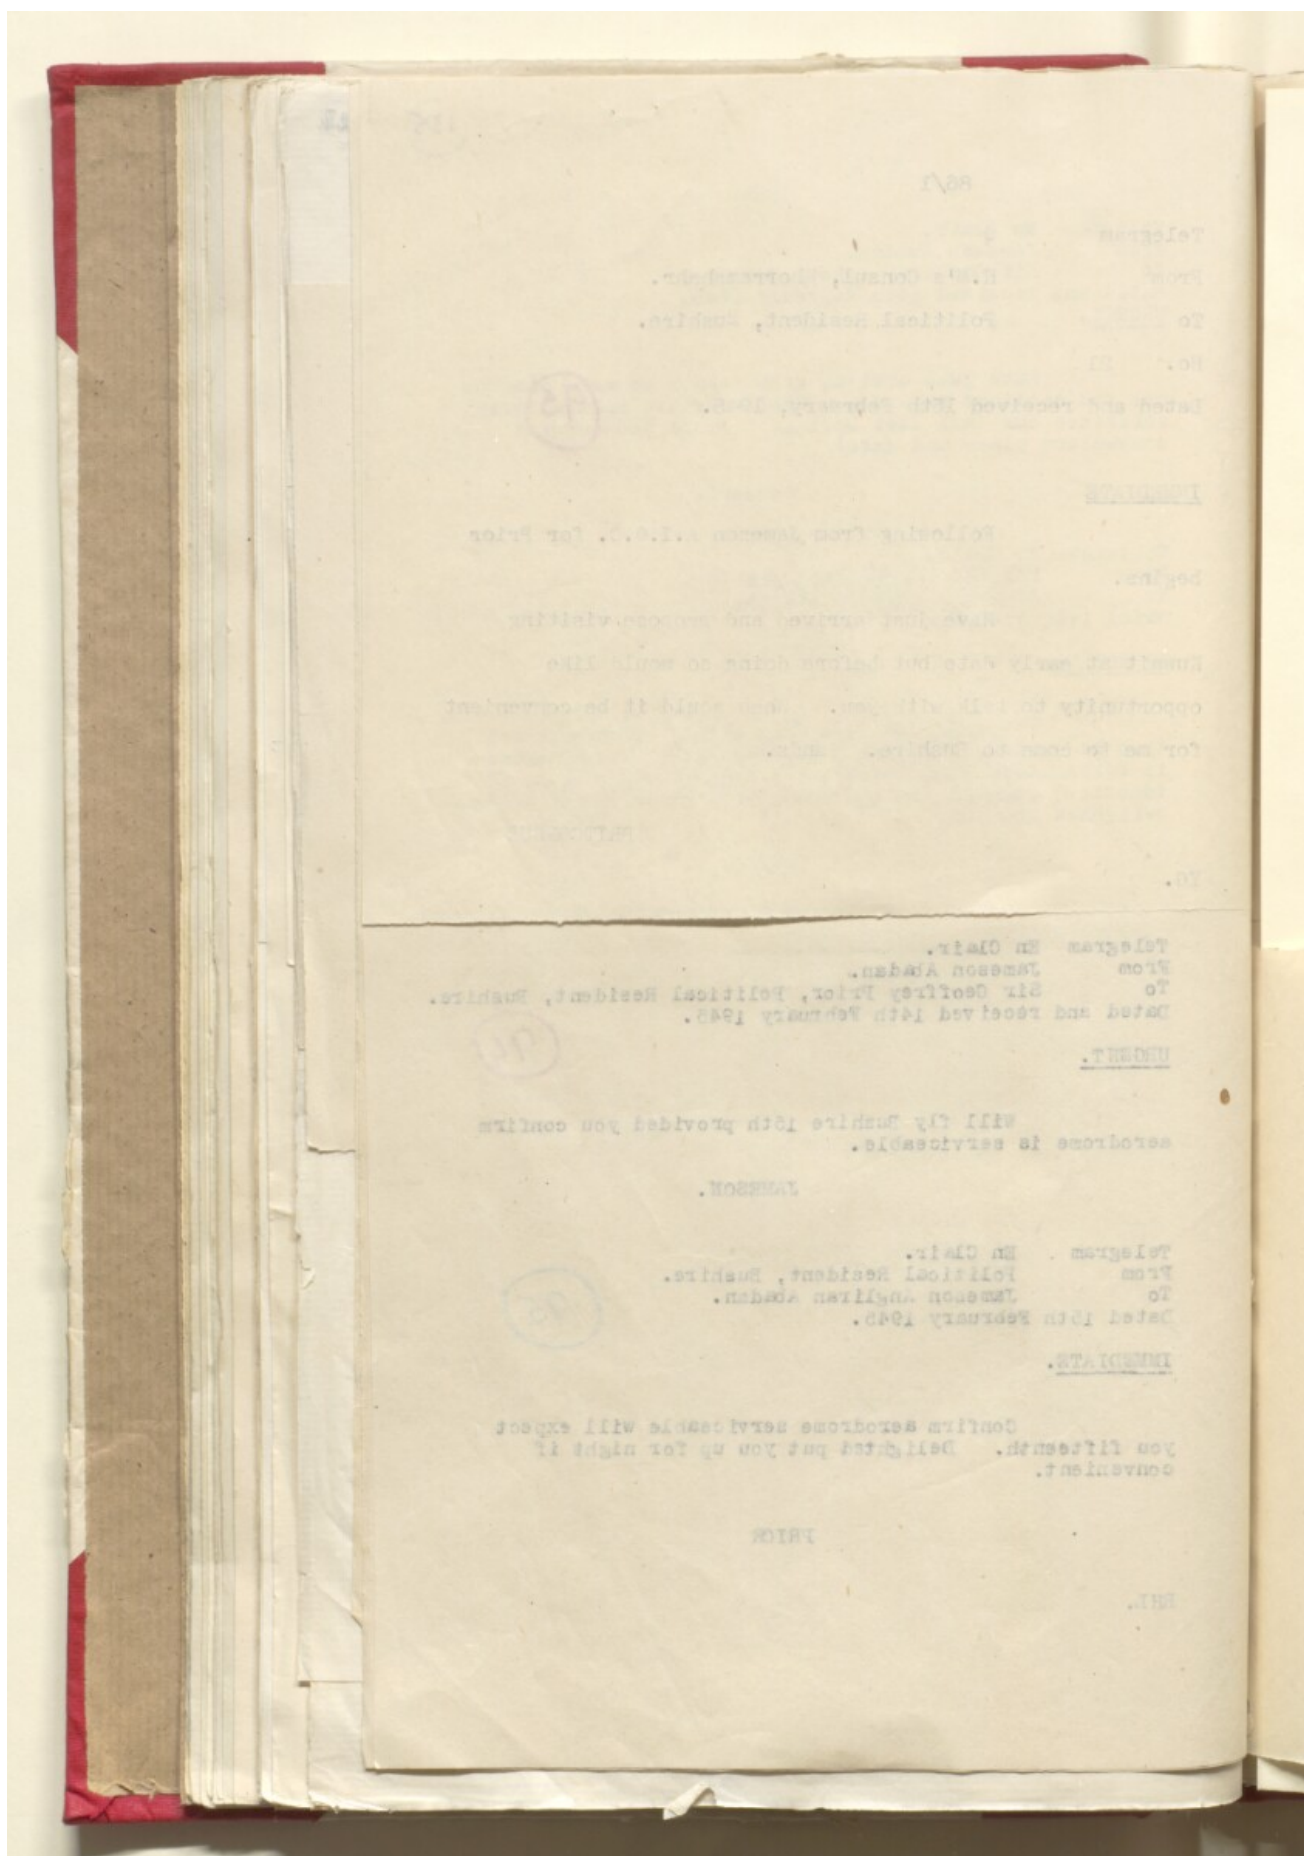 86/1
Telegram
From H.M's Consul, Khorramshahr.
To Political Resident, Bushire.
No. 21
Dated and received 15th February, 1945.
93
IMMEDIATE
Following from Jameson A.I.O.C. for Prior
begins.
Have just arrived and propose visiting
Kuwait at early date but before doing so would like
opportunity to talk with you. When would it be convenient
for me to come to Bushire. Ends.
Telegram En Clair.
From Jameson Abadan.
To Sir Geoffrey Prior, Political Resident, Bushire.
Dated and received 14th February 1945.
URGENT.
Will fly Bushire 15th provided you confirm
aerodrome is serviceable.
JAMESON.
Telegram . En Clair.
From Political Resident, Bushire.
To Jameson Anglian Abadan.
Dated 15th February 1945.
95
IMMEDIATE.
Confirm aerodrome serviceable will expect
you fifteenth. Delighted put you up for night if
convenient.
PRIOR